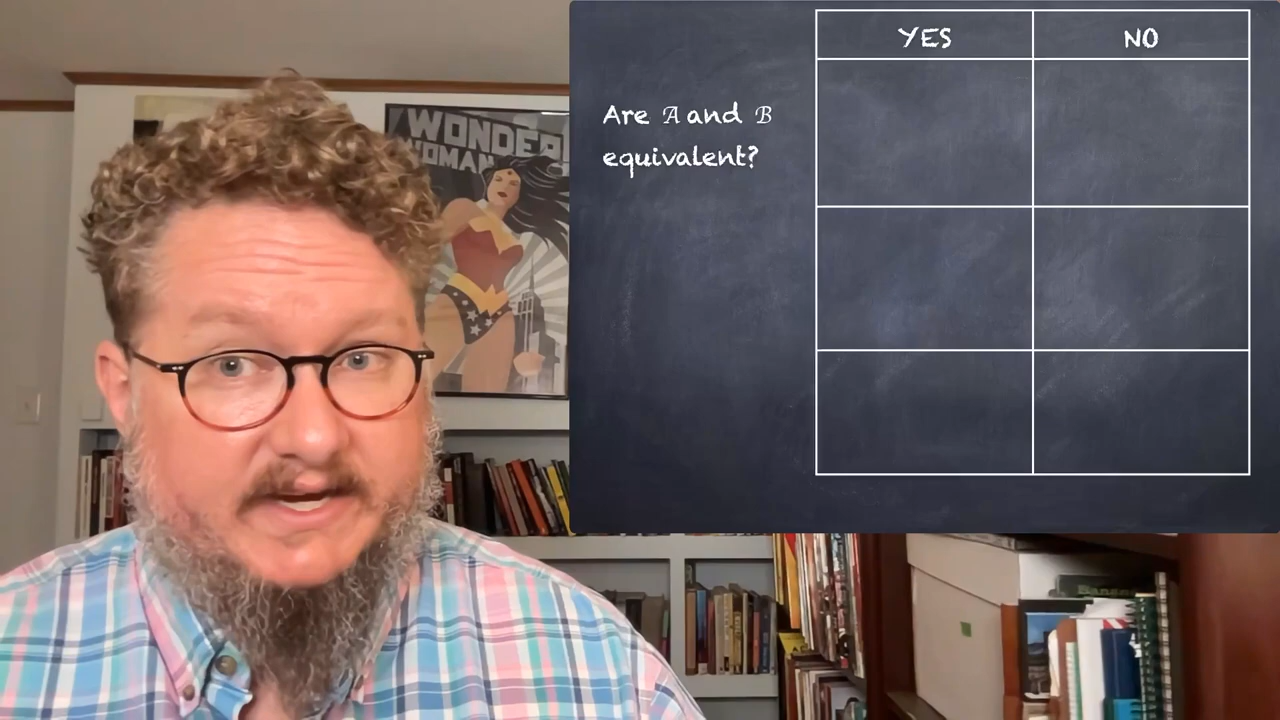 WONDER
WOMAN
YES
NO
Are A and B
equivalent?